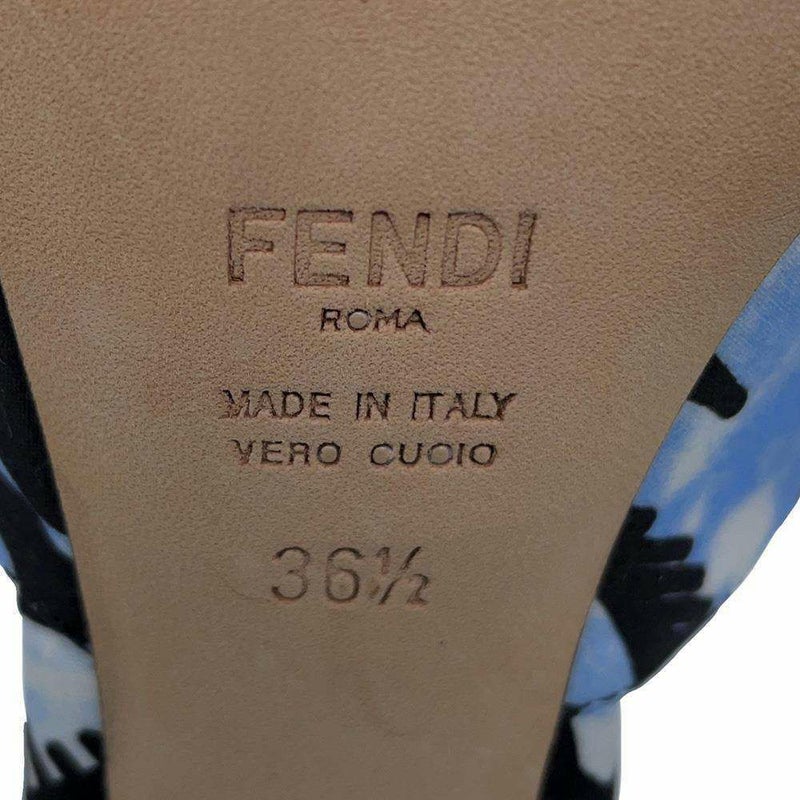 FENDI
ROMA
MADE IN ITALY
VERO CUOIO
36½